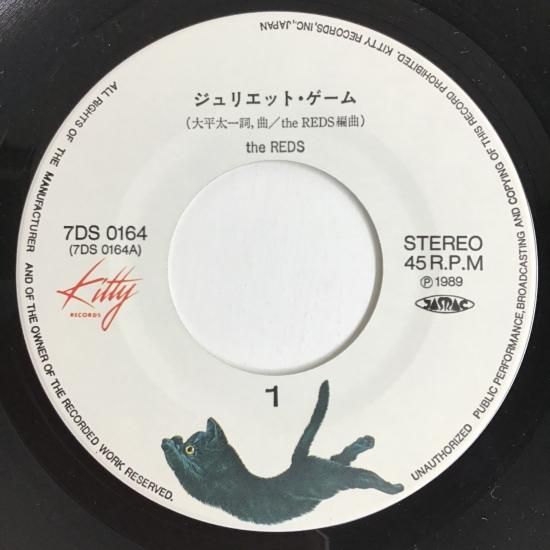 ジュリエット・ゲーム
(大平太一詞,曲/the REDS編曲)
the REDS
7DS 0164
(7DS 0164A)
Kitty
RECORDS
STEREO
45 R.P.M
Ⓟ 1989
JASRAC
1
ALL RIGHTS OF THE MANUFACTURER AND OF THE OWNER OF THE RECORDED WORK RESERVED.
UNAUTHORIZED PUBLIC PERFORMANCE, BROADCASTING AND COPYING OF THIS RECORD PROHIBITED. KITTY RECORDS, INC., JAPAN